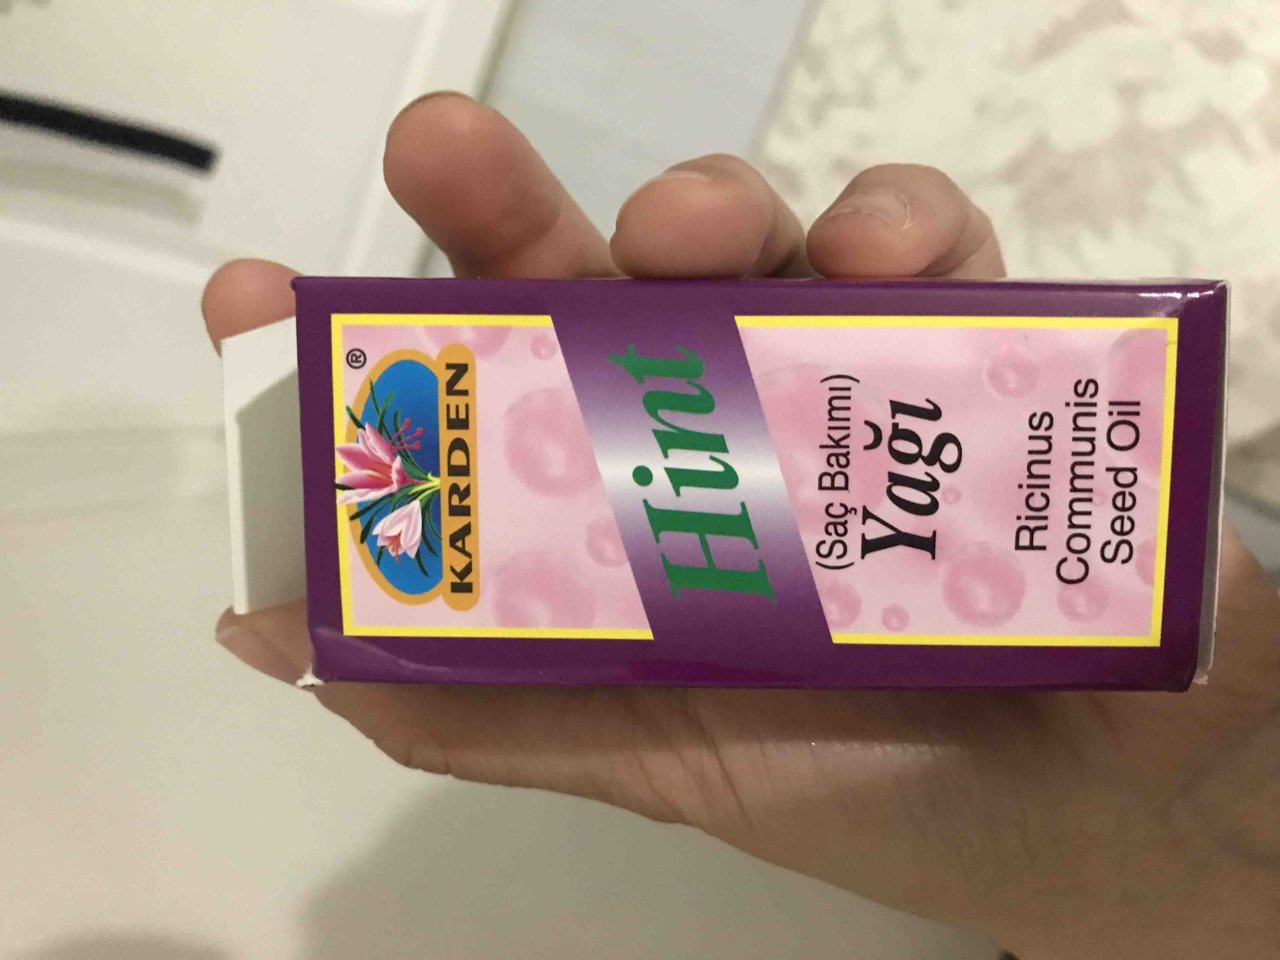 ®
KARDEN
Hint
(Saç Bakımı)
Yağı
Ricinus
Communis
Seed Oil